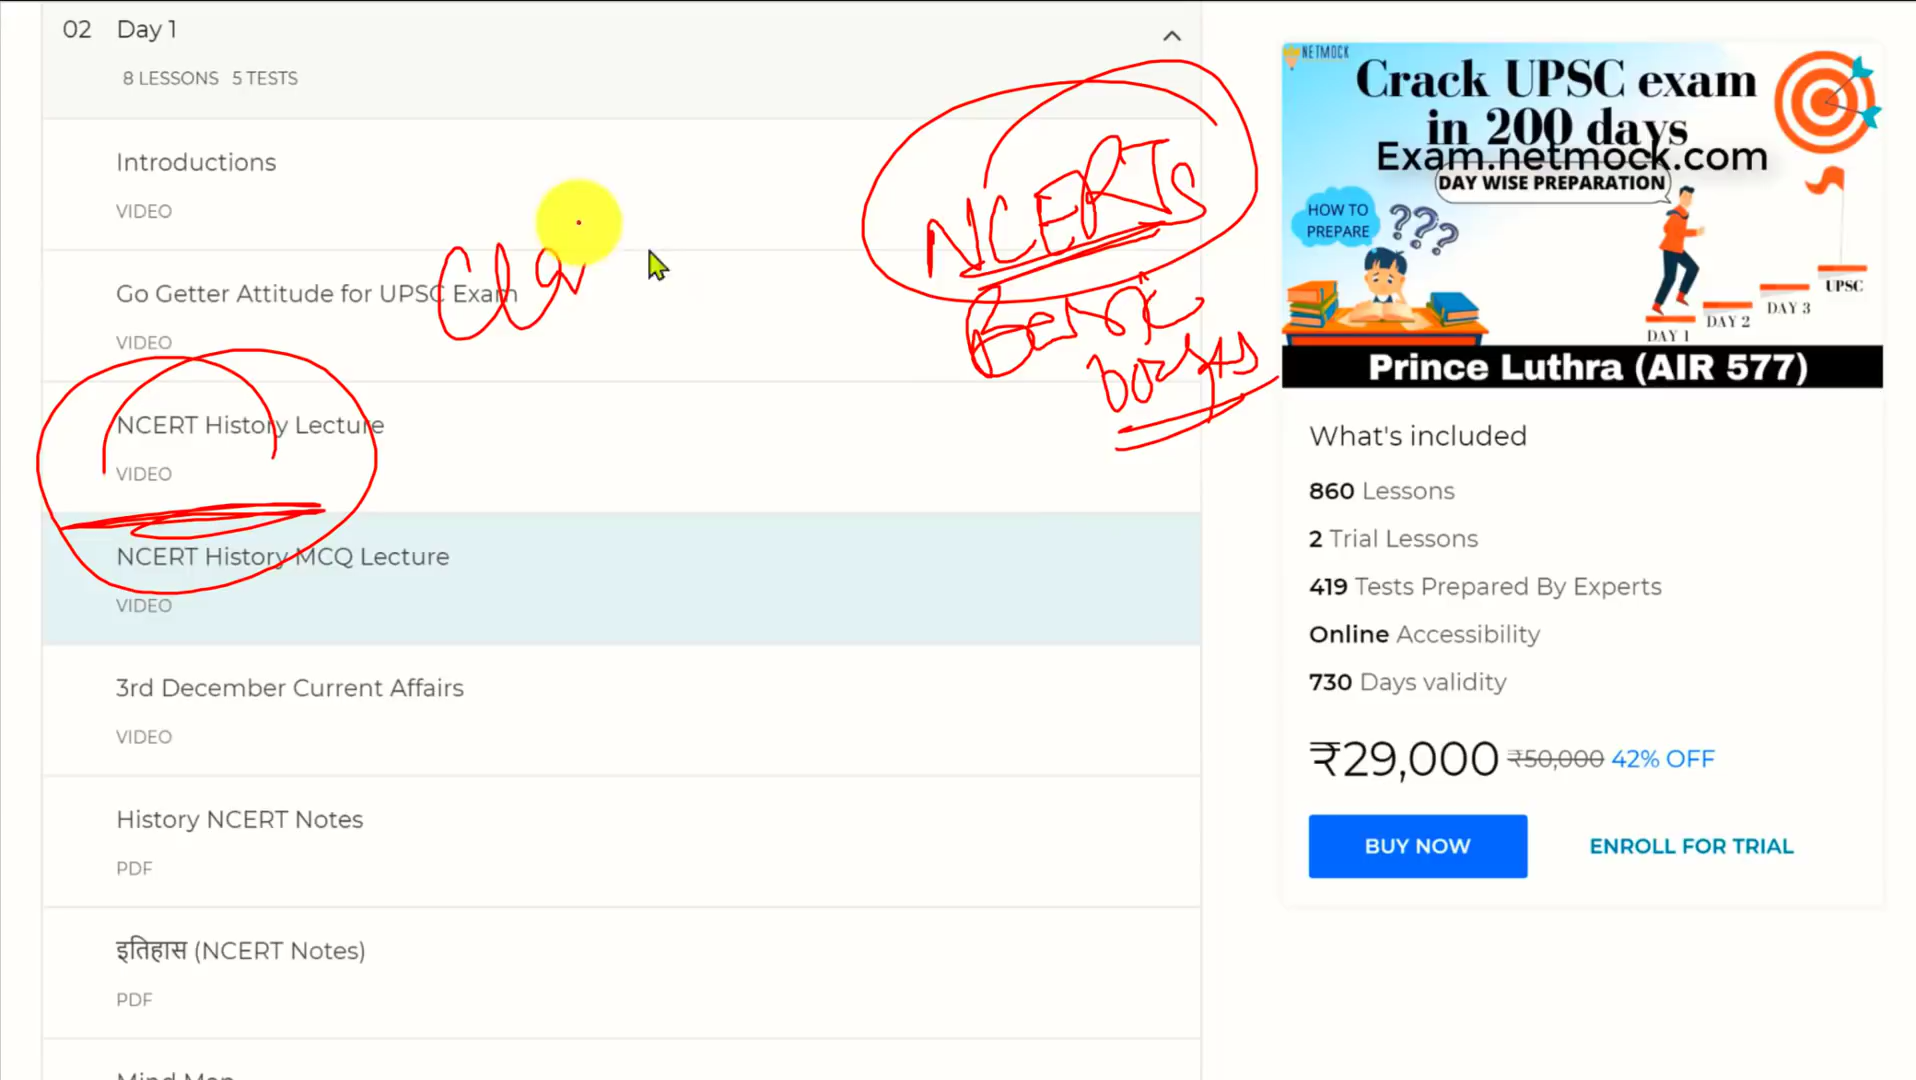 02 Day 1
8 LESSONS 5 TESTS
Introductions
VIDEO
Go Getter Attitude for UPSC Exam
VIDEO
NCERT History Lecture
VIDEO
NCERT History MCQ Lecture
VIDEO
3rd December Current Affairs
VIDEO
History NCERT Notes
PDF
इतिहास (NCERT Notes)
PDF
Mind Map
Cla
NCERTs
Basic
books
NETMOCK
Crack UPSC exam
in 200 days
Exam.netmock.com
DAY WISE PREPARATION
HOW TO
PREPARE
????
UPSC
DAY 3
DAY 2
DAY 1
Prince Luthra (AIR 577)
What's included
860 Lessons
2 Trial Lessons
419 Tests Prepared By Experts
Online Accessibility
730 Days validity
₹29,000 ₹50,000 42% OFF
BUY NOW ENROLL FOR TRIAL